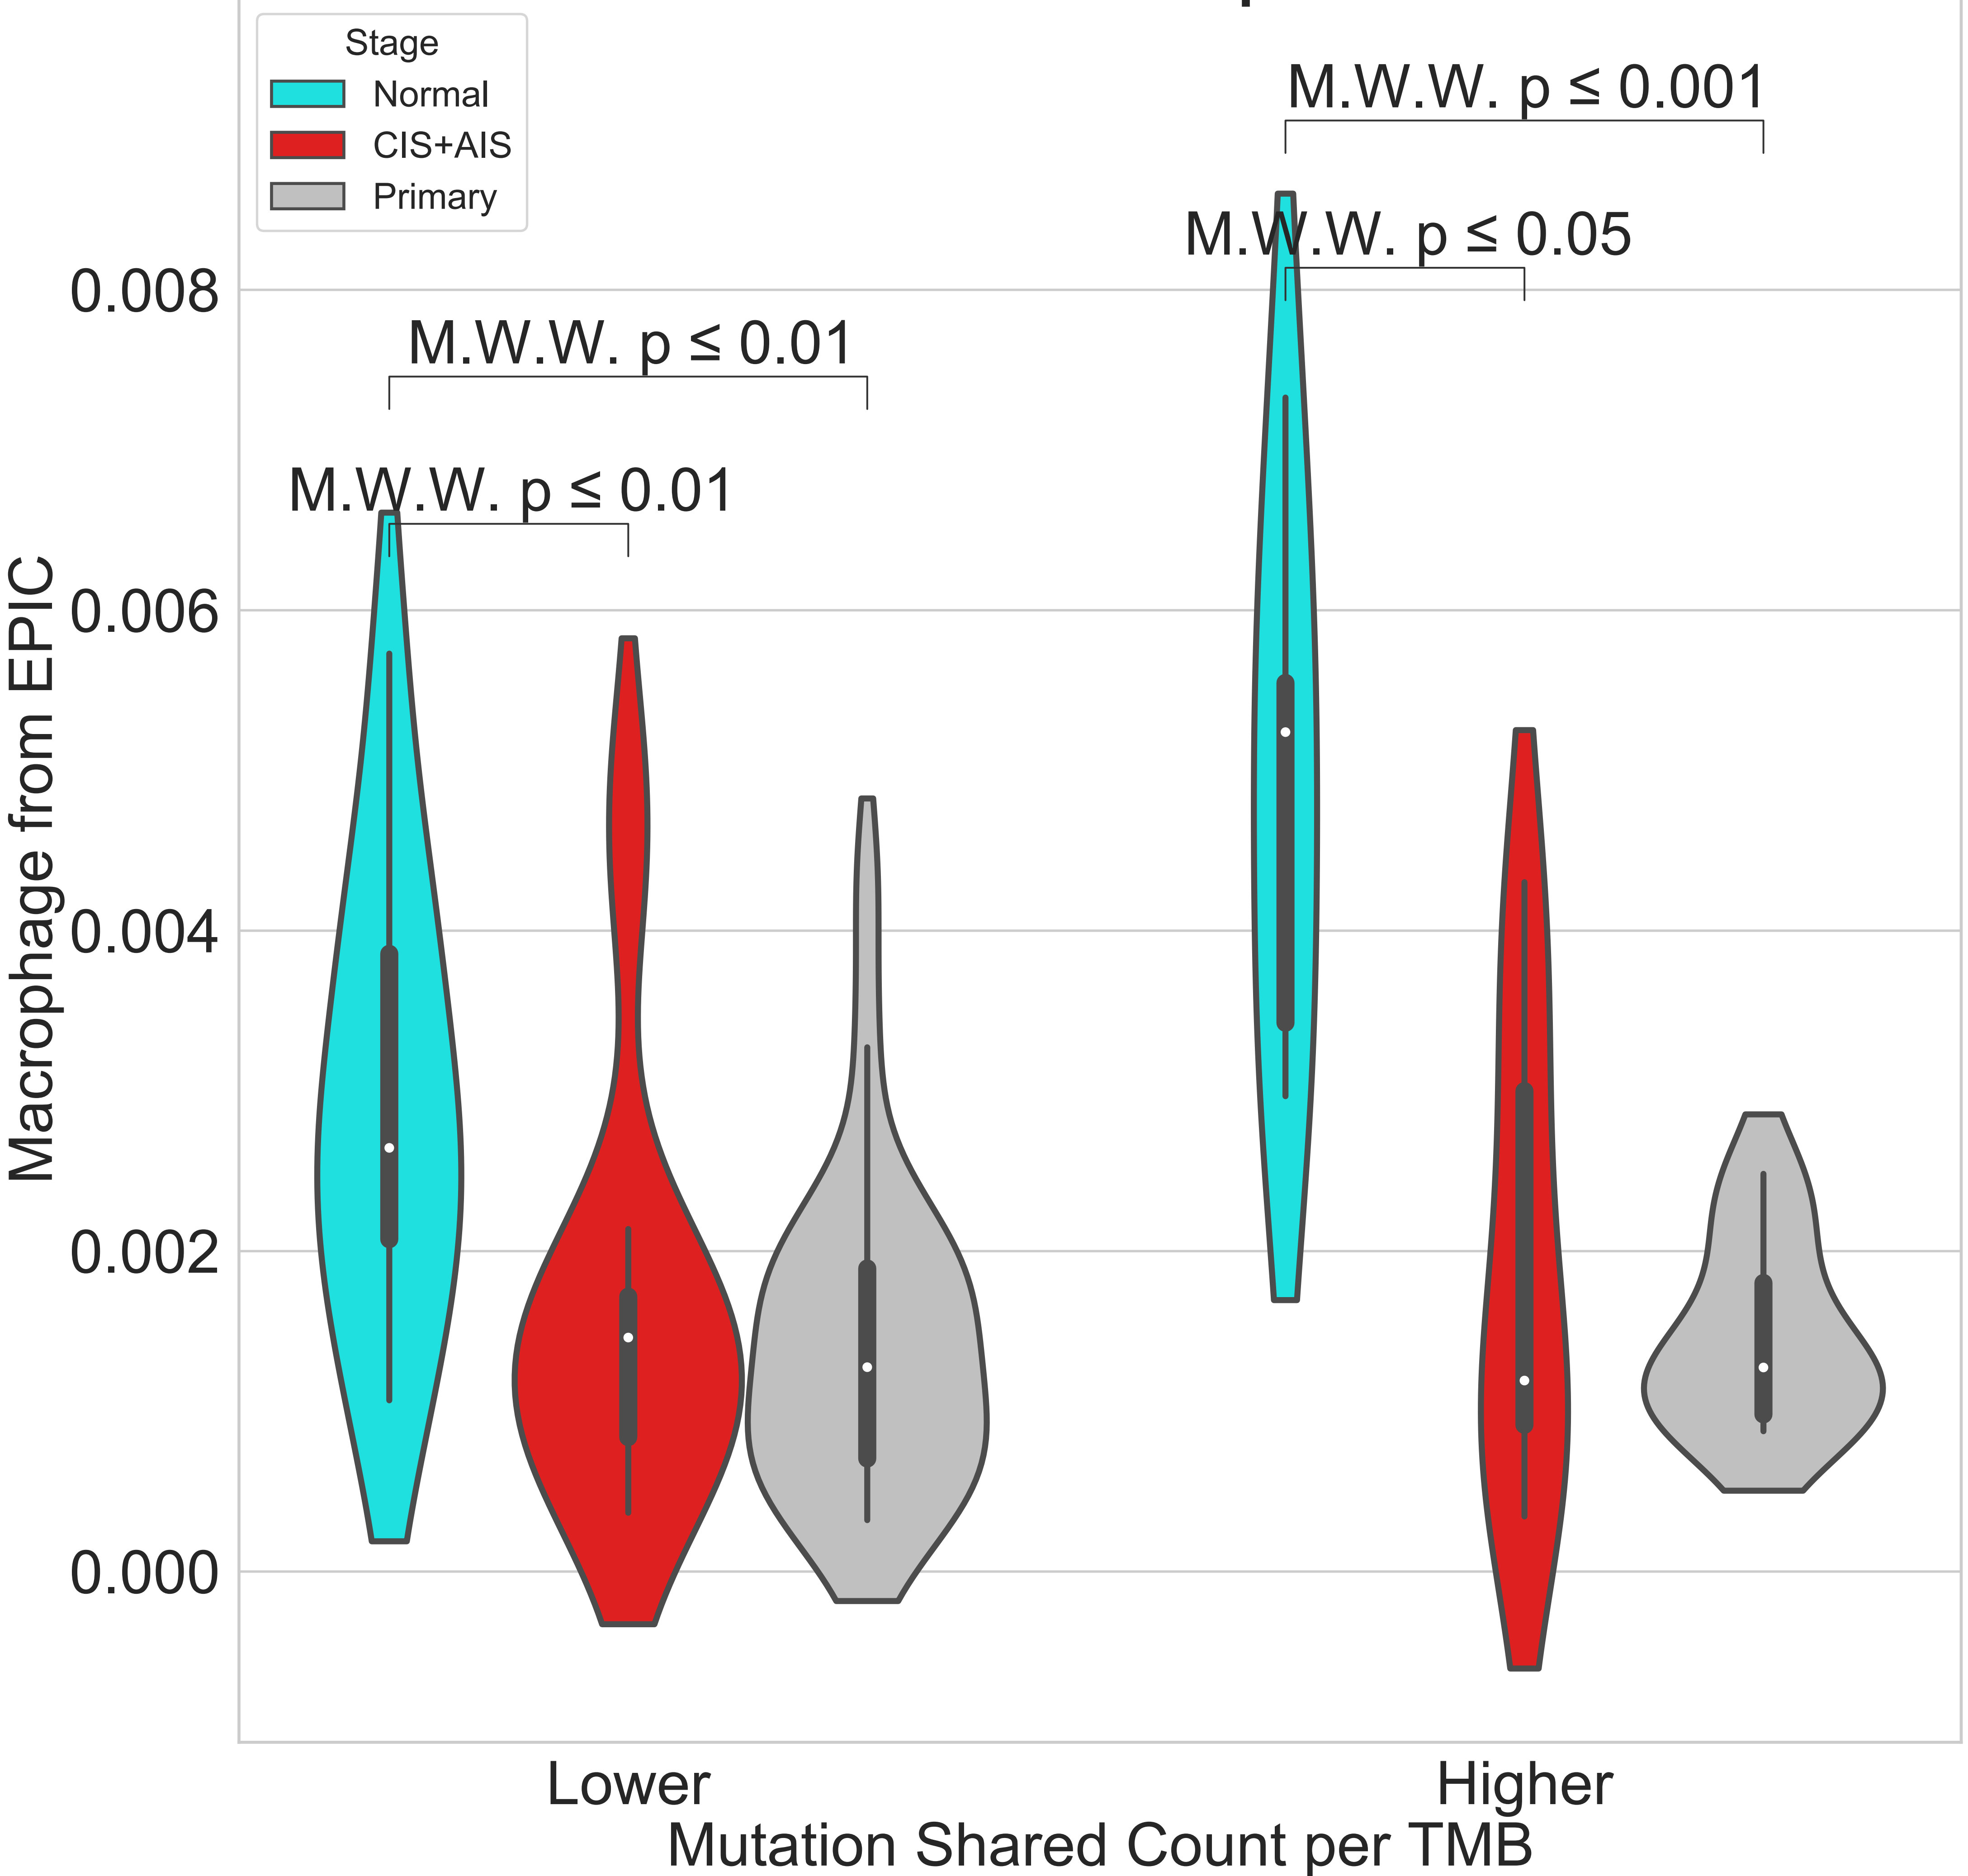 Stage
Normal
CIS+AIS
Primary
M.W.W. p ≤ 0.001
M.W.W. p ≤ 0.05
M.W.W. p ≤ 0.01
M.W.W. p ≤ 0.01
Macrophage from EPIC
0.008
0.006
0.004
0.002
0.000
Lower
Higher
Mutation Shared Count per TMB